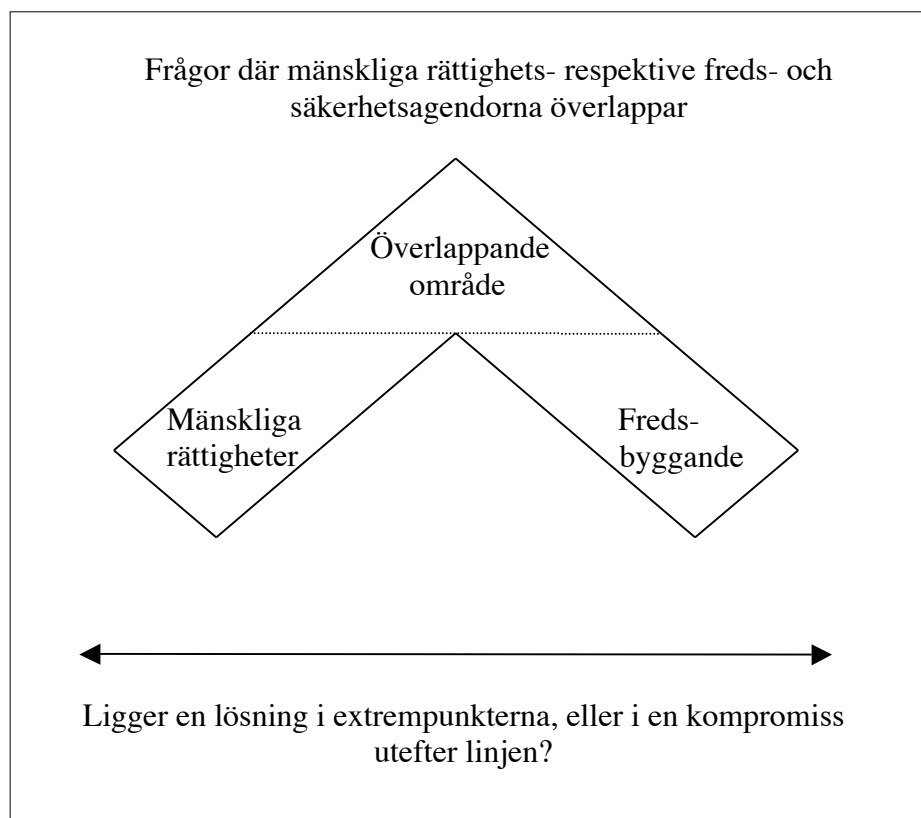 Frågor där mänskliga rättighets- respektive freds- och
säkerhetsagendorna överlappar
Överlappande
område
Mänskliga
rättigheter
Freds-
byggande
Ligger en lösning i extrempunkterna, eller i en kompromiss
utefter linjen?